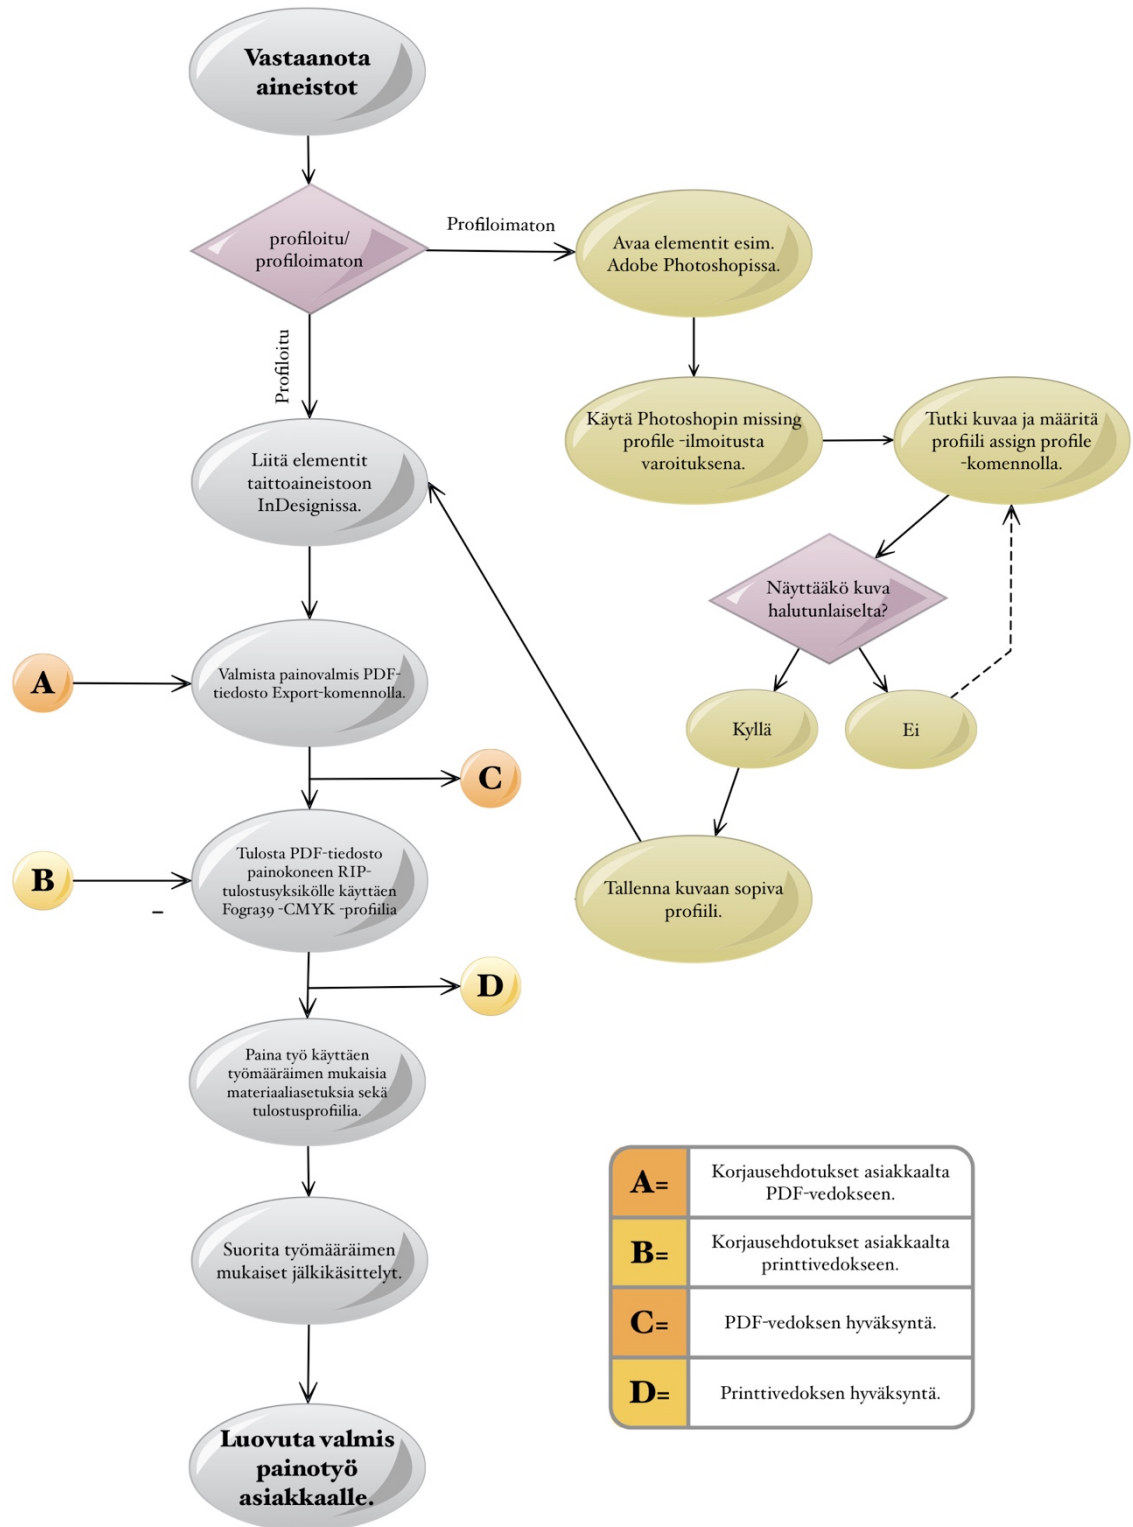 Vastaanota
aineistot
profiloitu/
profiloimaton
Profiloimaton
Avaa elementit esim.
Adobe Photoshopissa.
Profiloitu
Käytä Photoshopin missing
profile -ilmoitusta
varoituksena.
Tutki kuvaa ja määritä
profiili assign profile
-komennolla.
Liitä elementit
taittoaineistoon
InDesignissa.
Näyttääkö kuva
halutunlaiselta?
Kyllä
Ei
A
Valmista painovalmis PDF-
tiedosto Export-komennolla.
C
B
Tulosta PDF-tiedosto
painokoneen RIP-
tulostusyksikölle käyttäen
Fogra39 -CMYK -profiilia
Tallenna kuvaan sopiva
profiili.
D
Paina työ käyttäen
työmääräimen mukaisia
materiaaliasetuksia sekä
tulostusprofiilia.
Suorita työmääräimen
mukaiset jälkikäsittelyt.
Luovuta valmis
painotyö
asiakkaalle.
A= Korjausehdotukset asiakkaalta
PDF-vedokseen.
B= Korjausehdotukset asiakkaalta
printtivedokseen.
C= PDF-vedoksen hyväksyntä.
D= Printtivedoksen hyväksyntä.